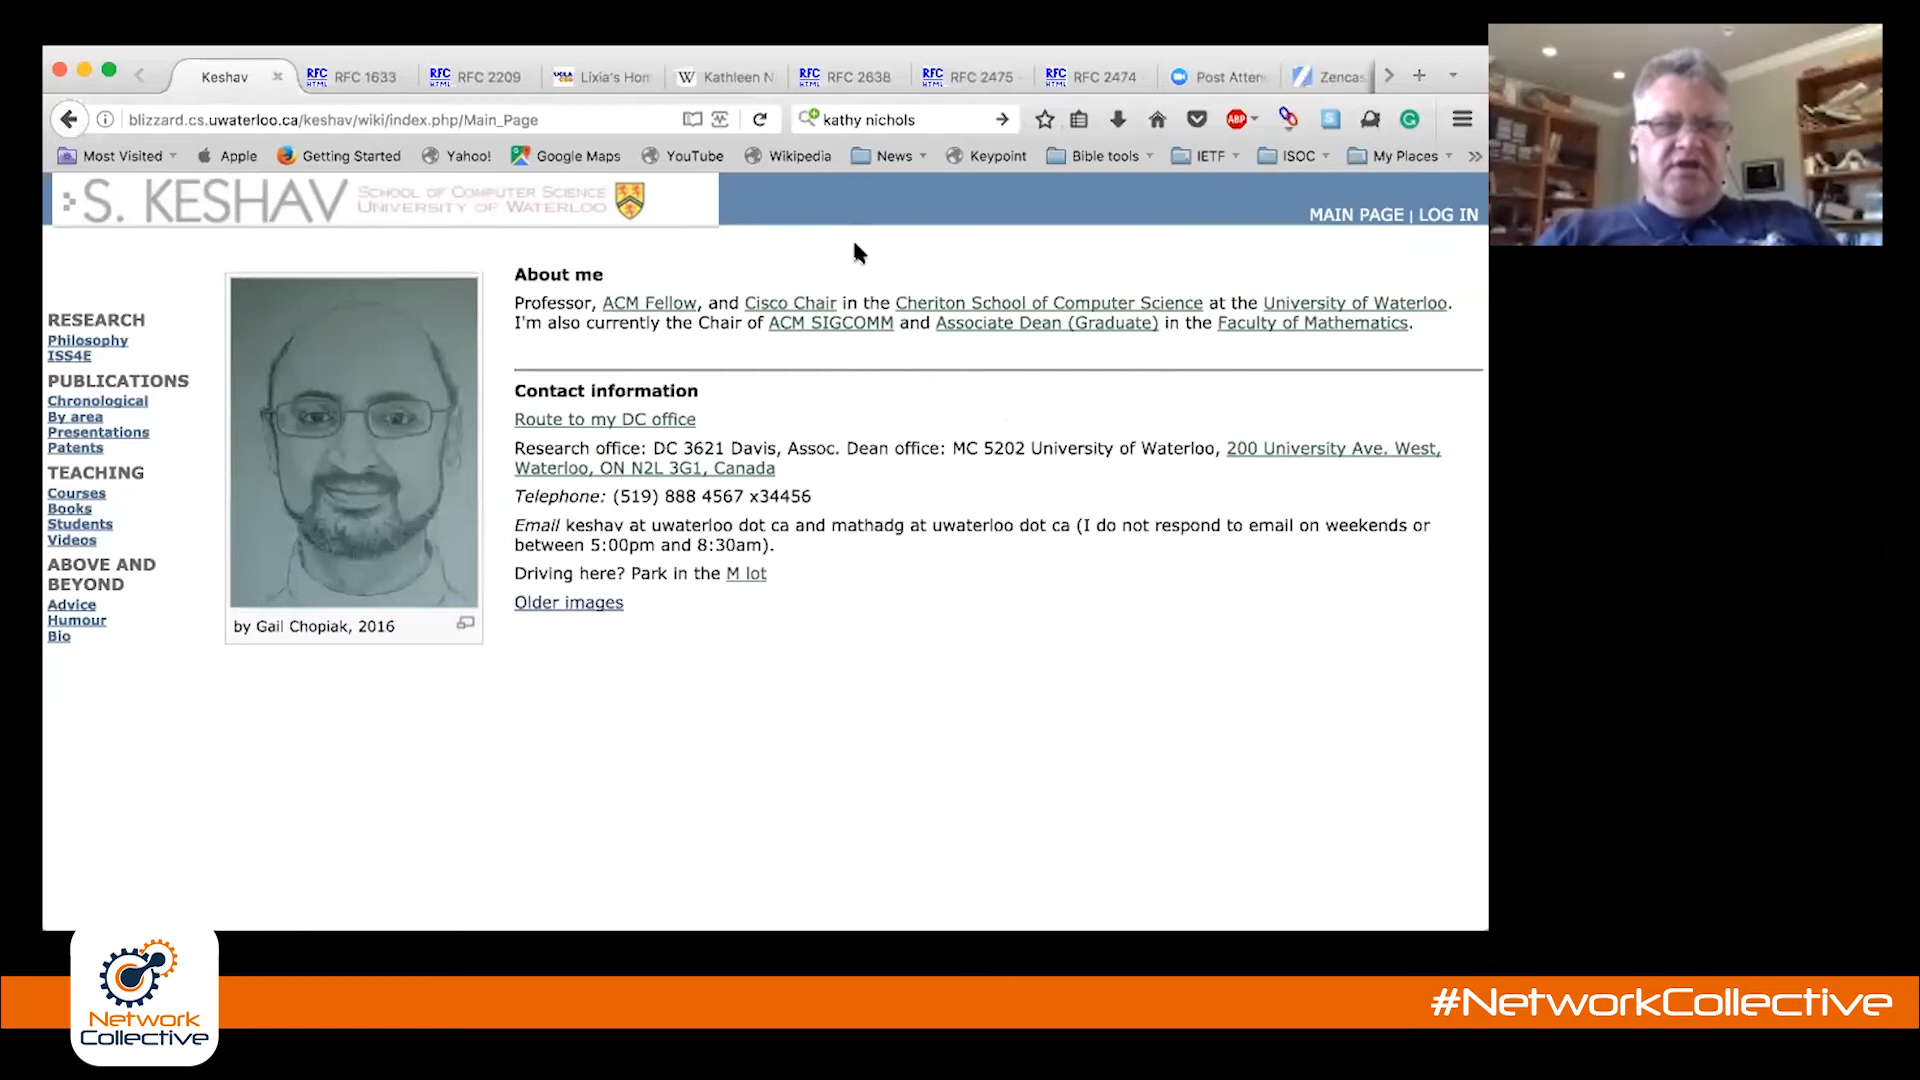 Keshav
RFC 1633
RFC 2209
Lixia's Hom
Kathleen N
RFC 2638
RFC 2475
RFC 2474
Post Atten
Zencas
blizzard.cs.uwaterloo.ca/keshav/wiki/index.php/Main_Page
kathy nichols
ABP
Most Visited
Apple
Getting Started
Yahoo!
Google Maps
YouTube
Wikipedia
News
Keypoint
Bible tools
IETF
ISOC
My Places
S. KESHAV
SCHOOL OF COMPUTER SCIENCE
UNIVERSITY OF WATERLOO
MAIN PAGE | LOG IN
RESEARCH
Philosophy
ISS4E
PUBLICATIONS
Chronological
By area
Presentations
Patents
TEACHING
Courses
Books
Students
Videos
ABOVE AND
BEYOND
Advice
Humour
Bio
by Gail Chopiak, 2016
About me
Professor, ACM Fellow, and Cisco Chair in the Cheriton School of Computer Science at the University of Waterloo.
I'm also currently the Chair of ACM SIGCOMM and Associate Dean (Graduate) in the Faculty of Mathematics.
Contact information
Route to my DC office
Research office: DC 3621 Davis, Assoc. Dean office: MC 5202 University of Waterloo, 200 University Ave. West,
Waterloo, ON N2L 3G1, Canada
Telephone: (519) 888 4567 x34456
Email keshav at uwaterloo dot ca and mathadg at uwaterloo dot ca (I do not respond to email on weekends or
between 5:00pm and 8:30am).
Driving here? Park in the M lot
Older images
Network
Collective
#NetworkCollective